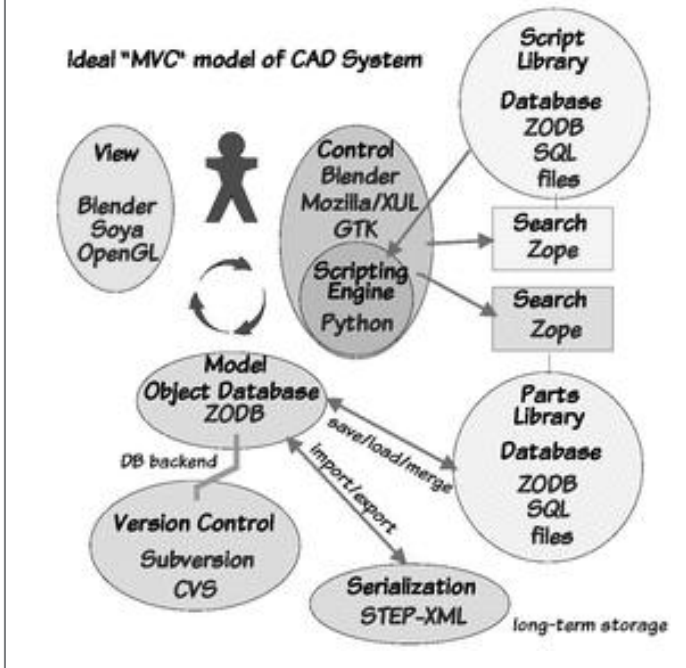 Ideal "MVC" model of CAD System
Script
Library
Database
ZODB
SQL
files
View
Blender
Soya
OpenGL
Control
Blender
Mozilla/XUL
GTK
Scripting
Engine
Python
Search
Zope
Search
Zope
Model
Object Database
ZODB
save/load/merge
import/export
DB backend
Parts
Library
Database
ZODB
SQL
files
Version Control
Subversion
CVS
Serialization
STEP-XML
long-term storage